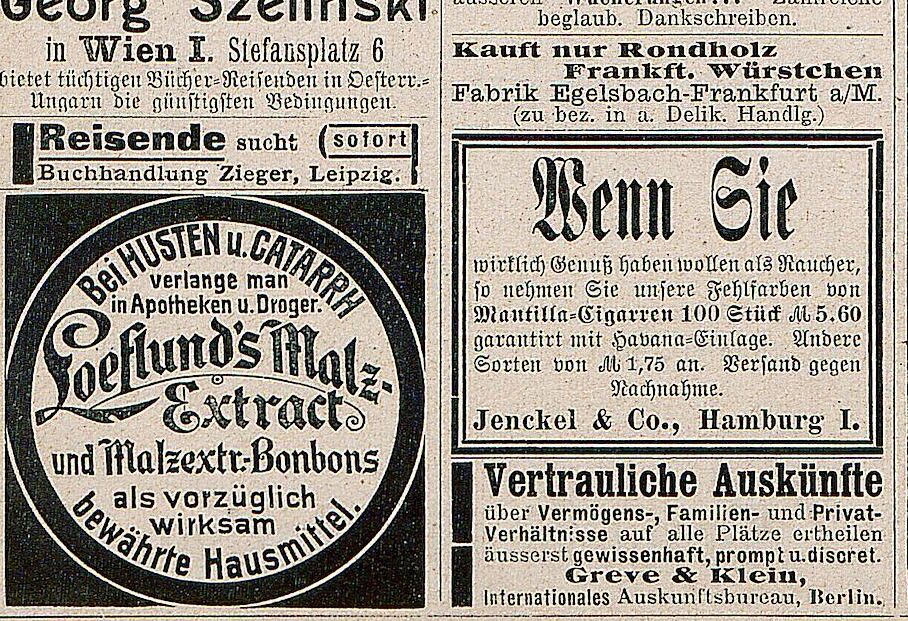 Georg Szelinski
in Wien I. Stefansplatz 6
bietet tüchtigen Bücher-Reisenden in Oesterr.-
Ungarn die günstigsten Bedingungen.
Reisende sucht (sofort
Buchhandlung Zieger, Leipzig.
Bei HUSTEN u. CATARRH
verlange man
in Apotheken u. Droger.
Loeflund's Malz-
Extract
und Malzextr.-Bonbons
als vorzüglich
wirksam
bewährte Hausmittel.
beglaub. Dankschreiben.
Kauft nur Rondholz
Frankft. Würstchen
Fabrik Egelsbach-Frankfurt a/M.
(zu bez. in a. Delik. Handlg.)
Wenn Sie
wirklich Genuß haben wollen als Raucher,
so nehmen Sie unsere Fehlfarben von
Mantilla-Cigarren 100 Stück M 5.60
garantirt mit Havana-Einlage. Andere
Sorten von M 1,75 an. Versand gegen
Nachnahme.
Jenckel & Co., Hamburg I.
Vertrauliche Auskünfte
über Vermögens-, Familien- und Privat-
Verhältnisse auf alle Plätze ertheilen
äusserst gewissenhaft, prompt u. discret.
Greve & Klein,
Internationales Auskunftsbureau, Berlin.